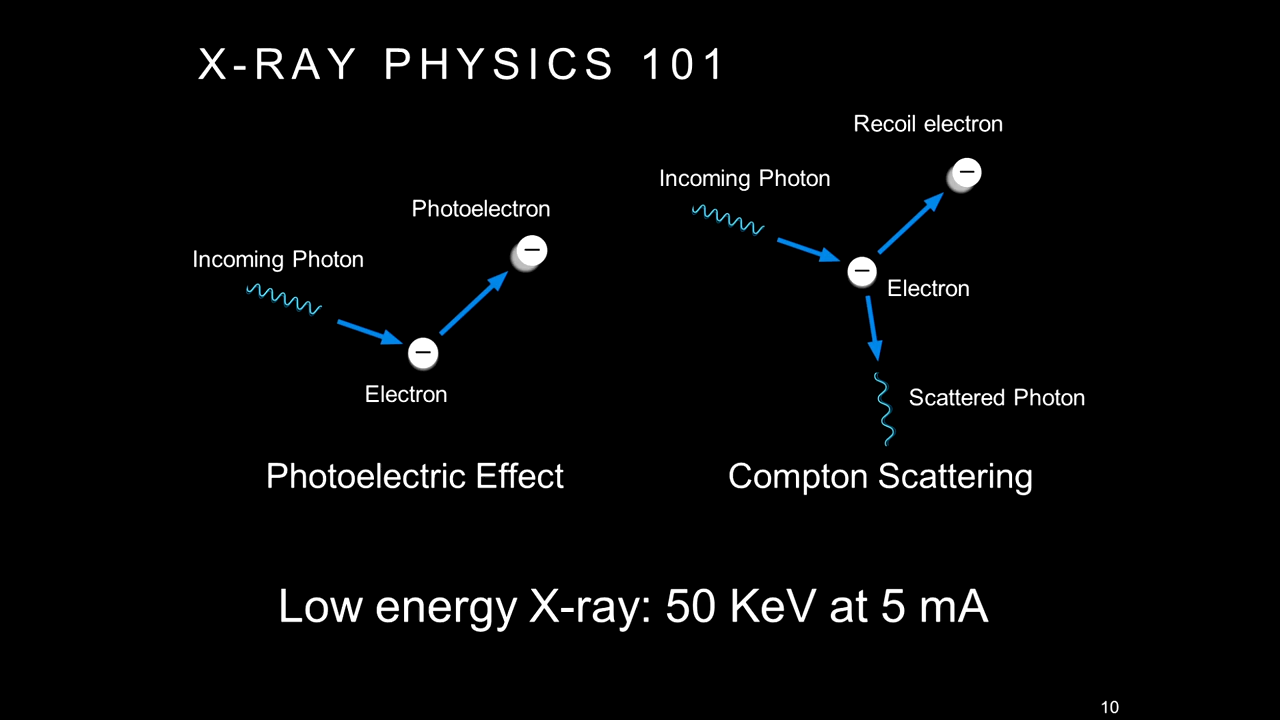 X-RAY PHYSICS 101
Photoelectron
Incoming Photon
Electron
Photoelectric Effect
Recoil electron
Incoming Photon
Electron
Scattered Photon
Compton Scattering
Low energy X-ray: 50 KeV at 5 mA
10